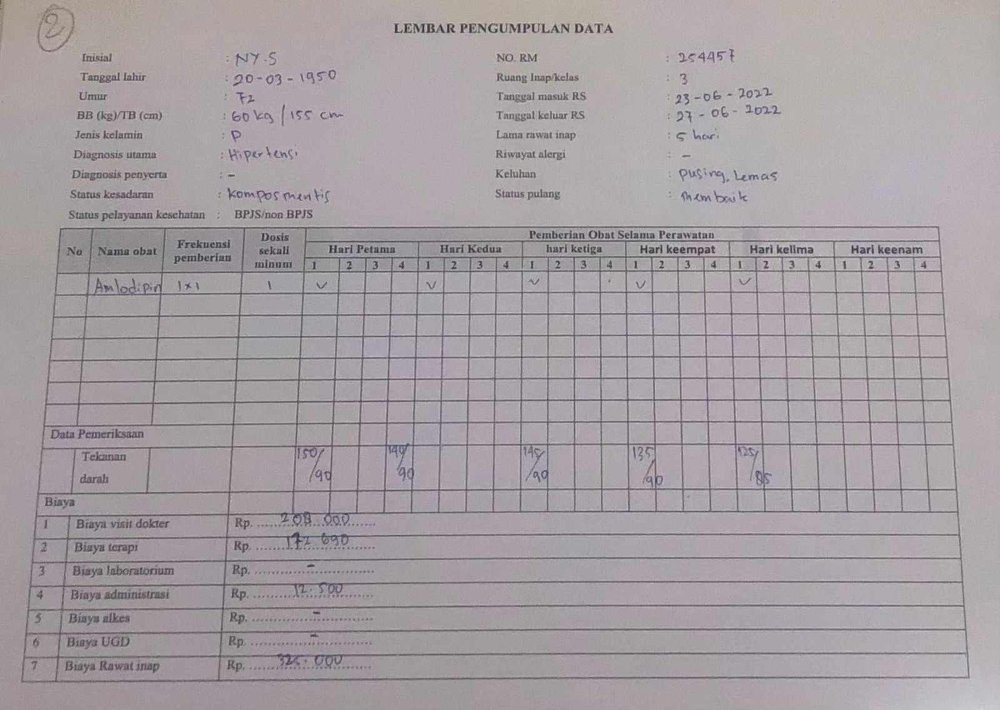 2
LEMBAR PENGUMPULAN DATA
Inisial : NY.S NO. RM : 254457
Tanggal lahir : 20-03-1950 Ruang Inap/kelas : 3
Umur : 72 Tanggal masuk RS : 23-06-2022
BB (kg)/TB (cm) : 60 kg / 155 cm Tanggal keluar RS : 27-06-2022
Jenis kelamin : P Lama rawat inap : 5 hari
Diagnosis utama : Hipertensi Riwayat alergi : -
Diagnosis penyerta : - Keluhan : pusing, Lemas
Status kesadaran : komposmentis Status pulang : membaik
Status pelayanan kesehatan : BPJS/non BPJS
No Nama obat Frekuensi pemberian Dosis sekali minum Pemberian Obat Selama Perawatan
Hari Petama Hari Kedua hari ketiga Hari keempat Hari kelima Hari keenam
1 2 3 4 1 2 3 4 1 2 3 4 1 2 3 4 1 2 3 4 1 2 3 4
Amlodipin 1x1 1 v v v v v
Data Pemeriksaan
Tekanan darah 150/90 140/90 145/90 135/90 125/85
Biaya
1 Biaya visit dokter Rp. 208.000
2 Biaya terapi Rp. 172.690
3 Biaya laboratorium Rp. -
4 Biaya administrasi Rp. 12.500
5 Biaya alkes Rp. -
6 Biaya UGD Rp. -
7 Biaya Rawat inap Rp. 325.000